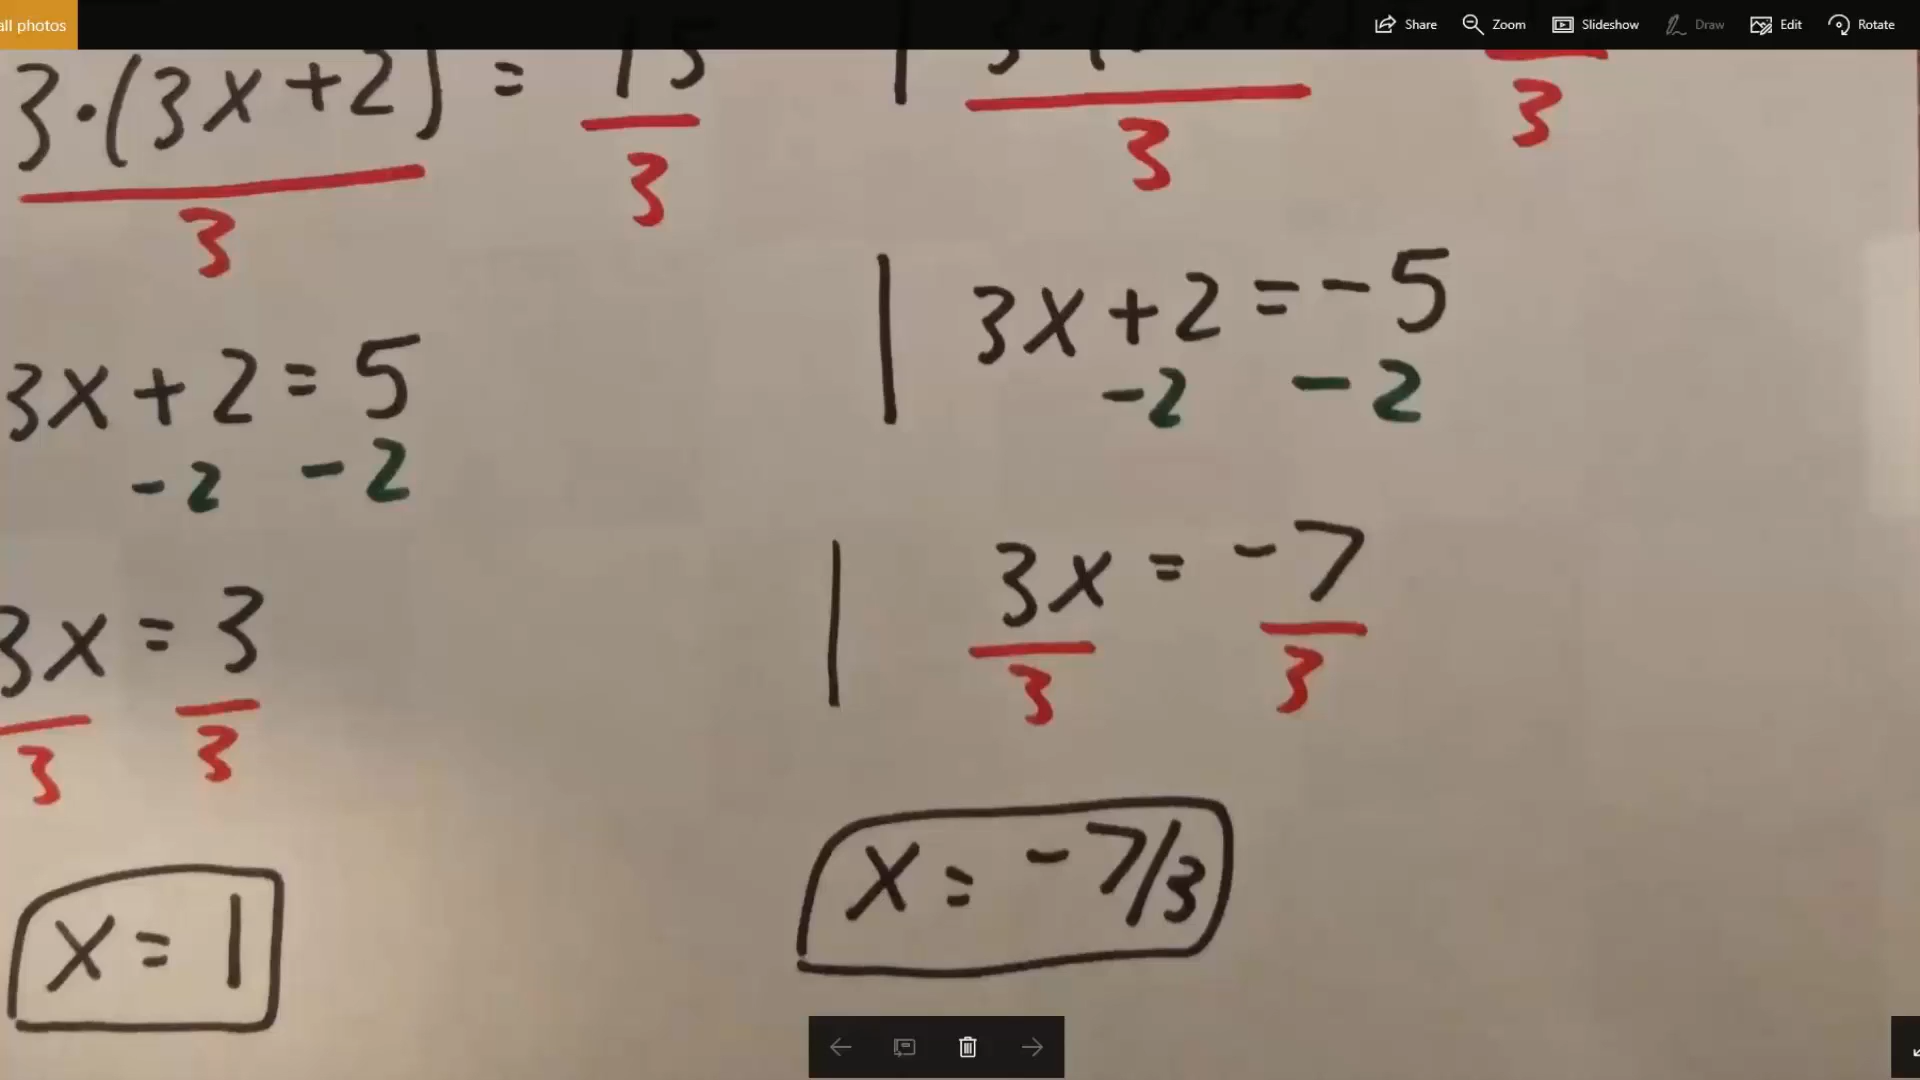 all photos
Share Zoom Slideshow Draw Edit Rotate
3·(3x+2) = 15
3 3
3x + 2 = 5
-2 -2
3x = 3
3 3
x = 1
3
3
3x + 2 = -5
-2 -2
3x = -7
3 3
x = -7/3